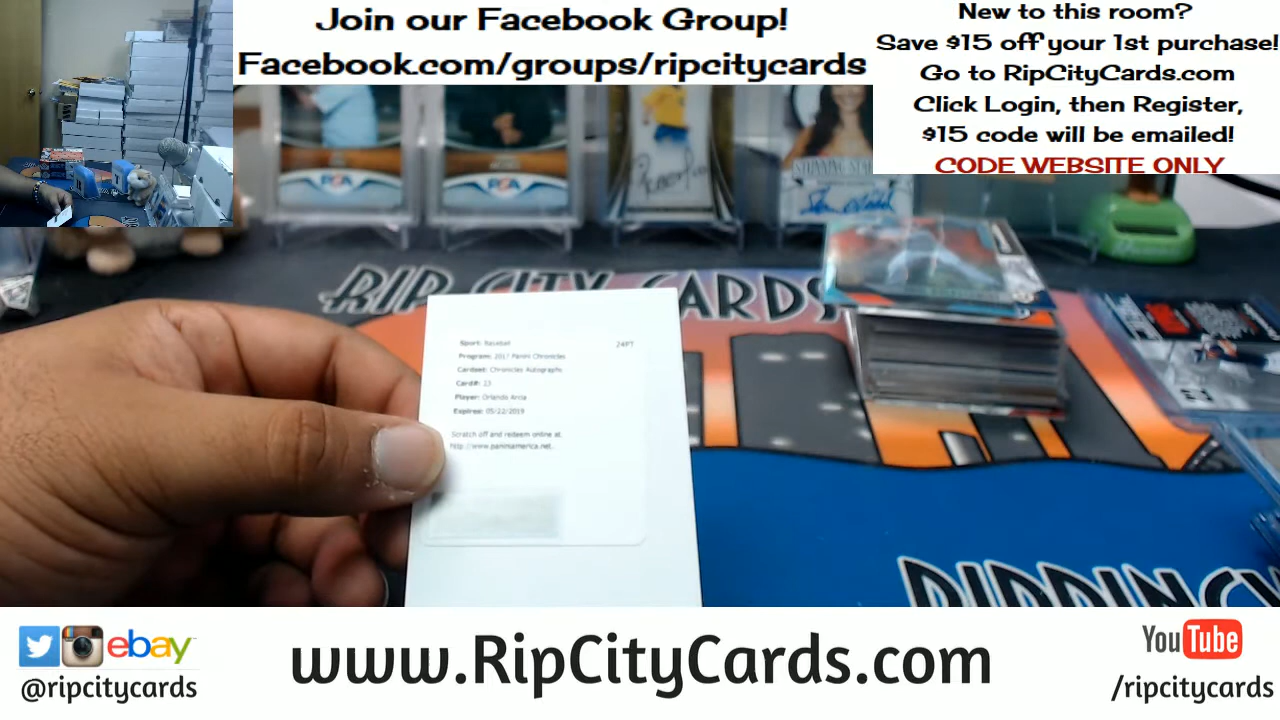 Join our Facebook Group!
Facebook.com/groups/ripcitycards
New to this room?
Save $15 off your 1st purchase!
Go to RipCityCards.com
Click Login, then Register,
$15 code will be emailed!
CODE WEBSITE ONLY
PSA
PSA
RIP CITY CARDS
Sport: Baseball
24PT
Program: 2017 Panini Chronicles
Cardset: Chronicles Autographs
Card#: 23
Player: Orlando Arcia
Expires: 05/22/2019
Scratch off and redeem online at
http://www.paniniamerica.net.
ebay
@ripcitycards
www.RipCityCards.com
YouTube
/ripcitycards